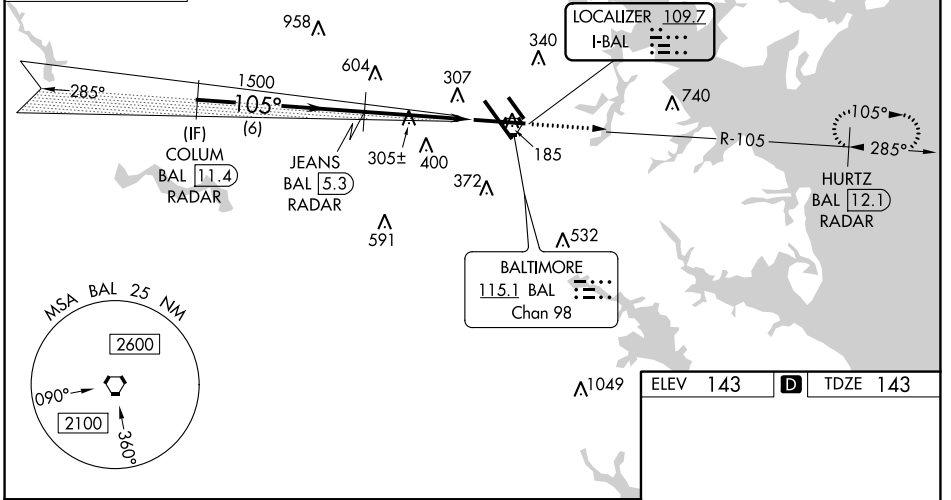 958
LOCALIZER 109.7
I-BAL
340
604
307
740
1500
285°
105°
(6)
(IF)
COLUM
BAL 11.4
RADAR
JEANS
BAL 5.3
RADAR
305±
400
372
591
185
R-105
105°
285°
HURTZ
BAL 12.1
RADAR
532
BALTIMORE
115.1 BAL
Chan 98
MSA BAL 25 NM
2600
090°
2100
360°
1049
ELEV 143 D TDZE 143